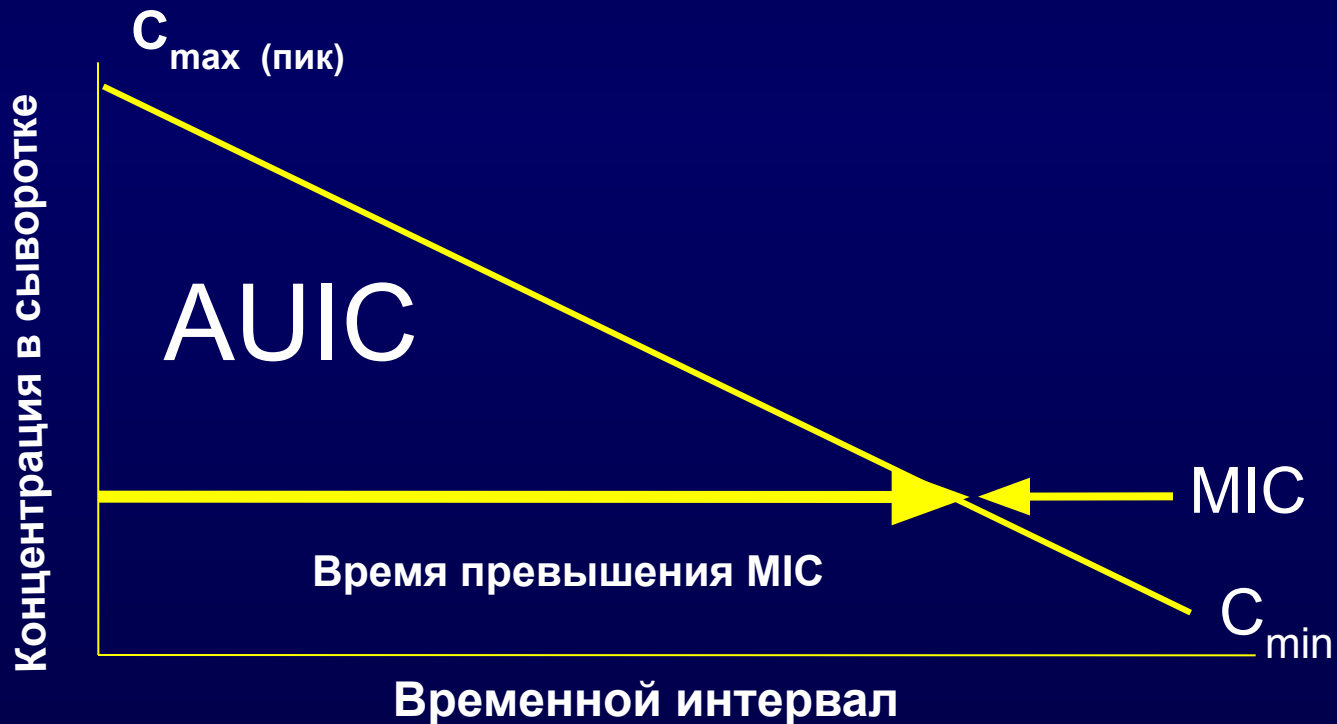 Cmax (пик)
Концентрация в сыворотке
AUIC
MIC
Время превышения MIC
Cmin
Временной интервал